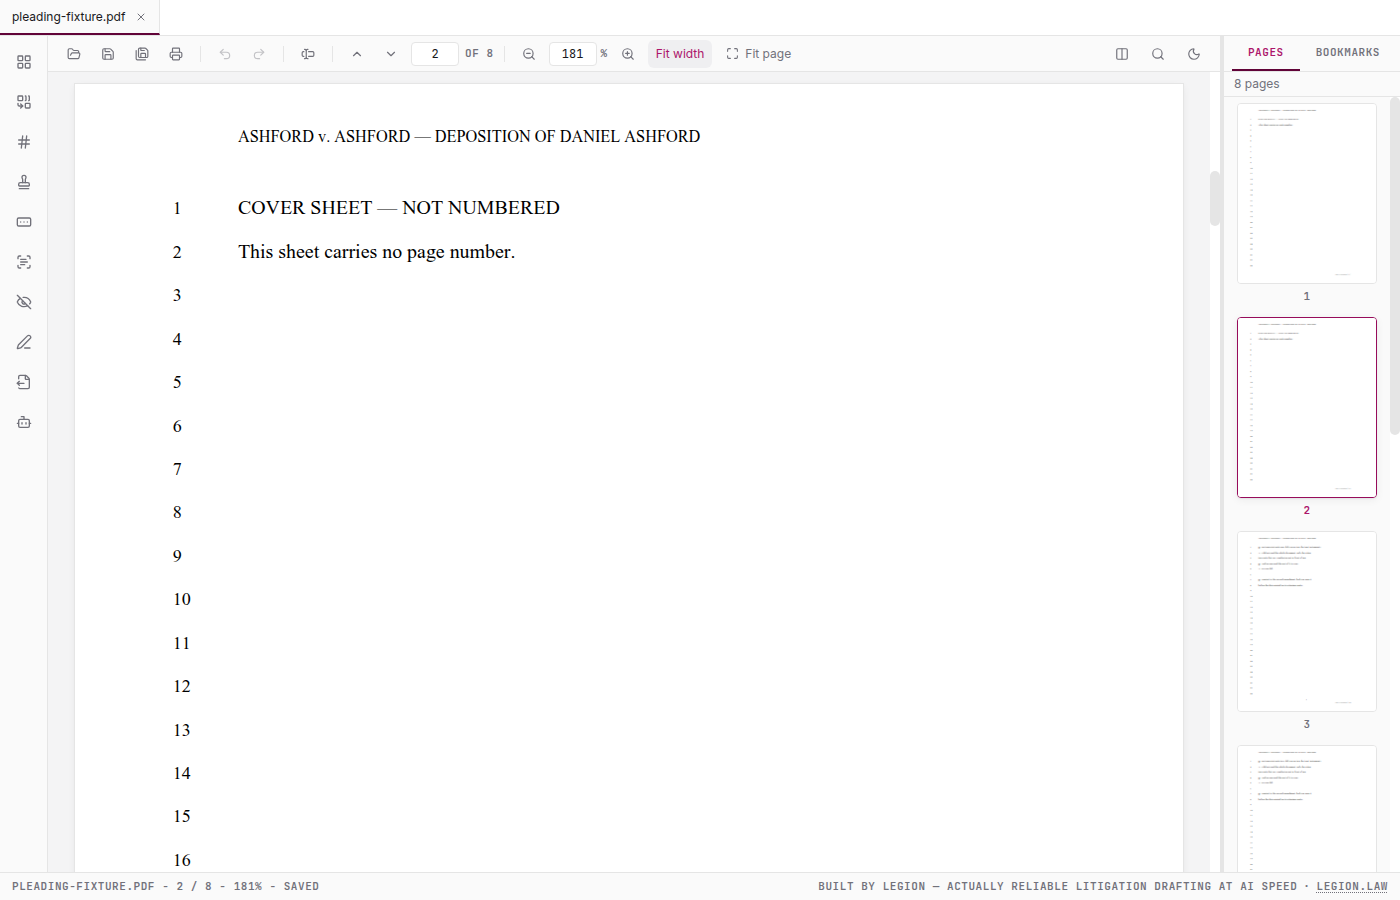 pleading-fixture.pdf
2 OF 8 181 % Fit width Fit page
PAGES BOOKMARKS
8 pages
ASHFORD v. ASHFORD — DEPOSITION OF DANIEL ASHFORD
1 COVER SHEET — NOT NUMBERED
2 This sheet carries no page number.
3
4
5
6
7
8
9
10
11
12
13
14
15
16
1
2
3
PLEADING-FIXTURE.PDF - 2 / 8 - 181% - SAVED
BUILT BY LEGION — ACTUALLY RELIABLE LITIGATION DRAFTING AT AI SPEED · LEGION.LAW